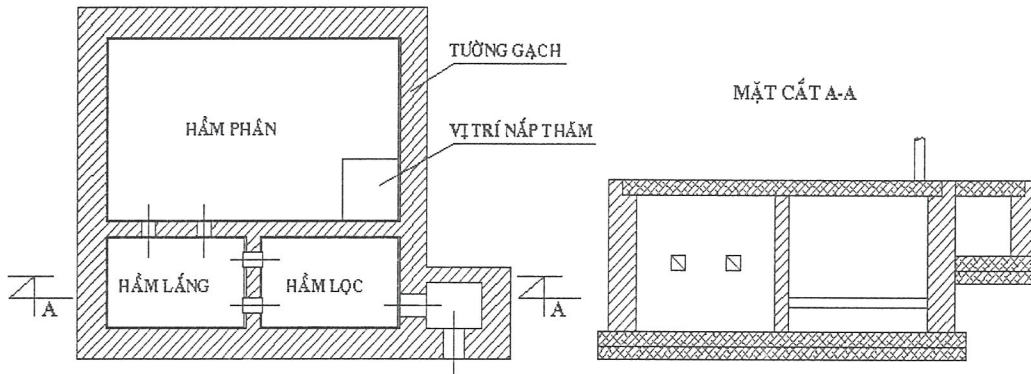 TƯỜNG GẠCH
MẶT CẮT A-A
HẦM PHÂN
VỊ TRÍ NẮP THĂM
HẦM LẮNG
HẦM LỌC
A
A